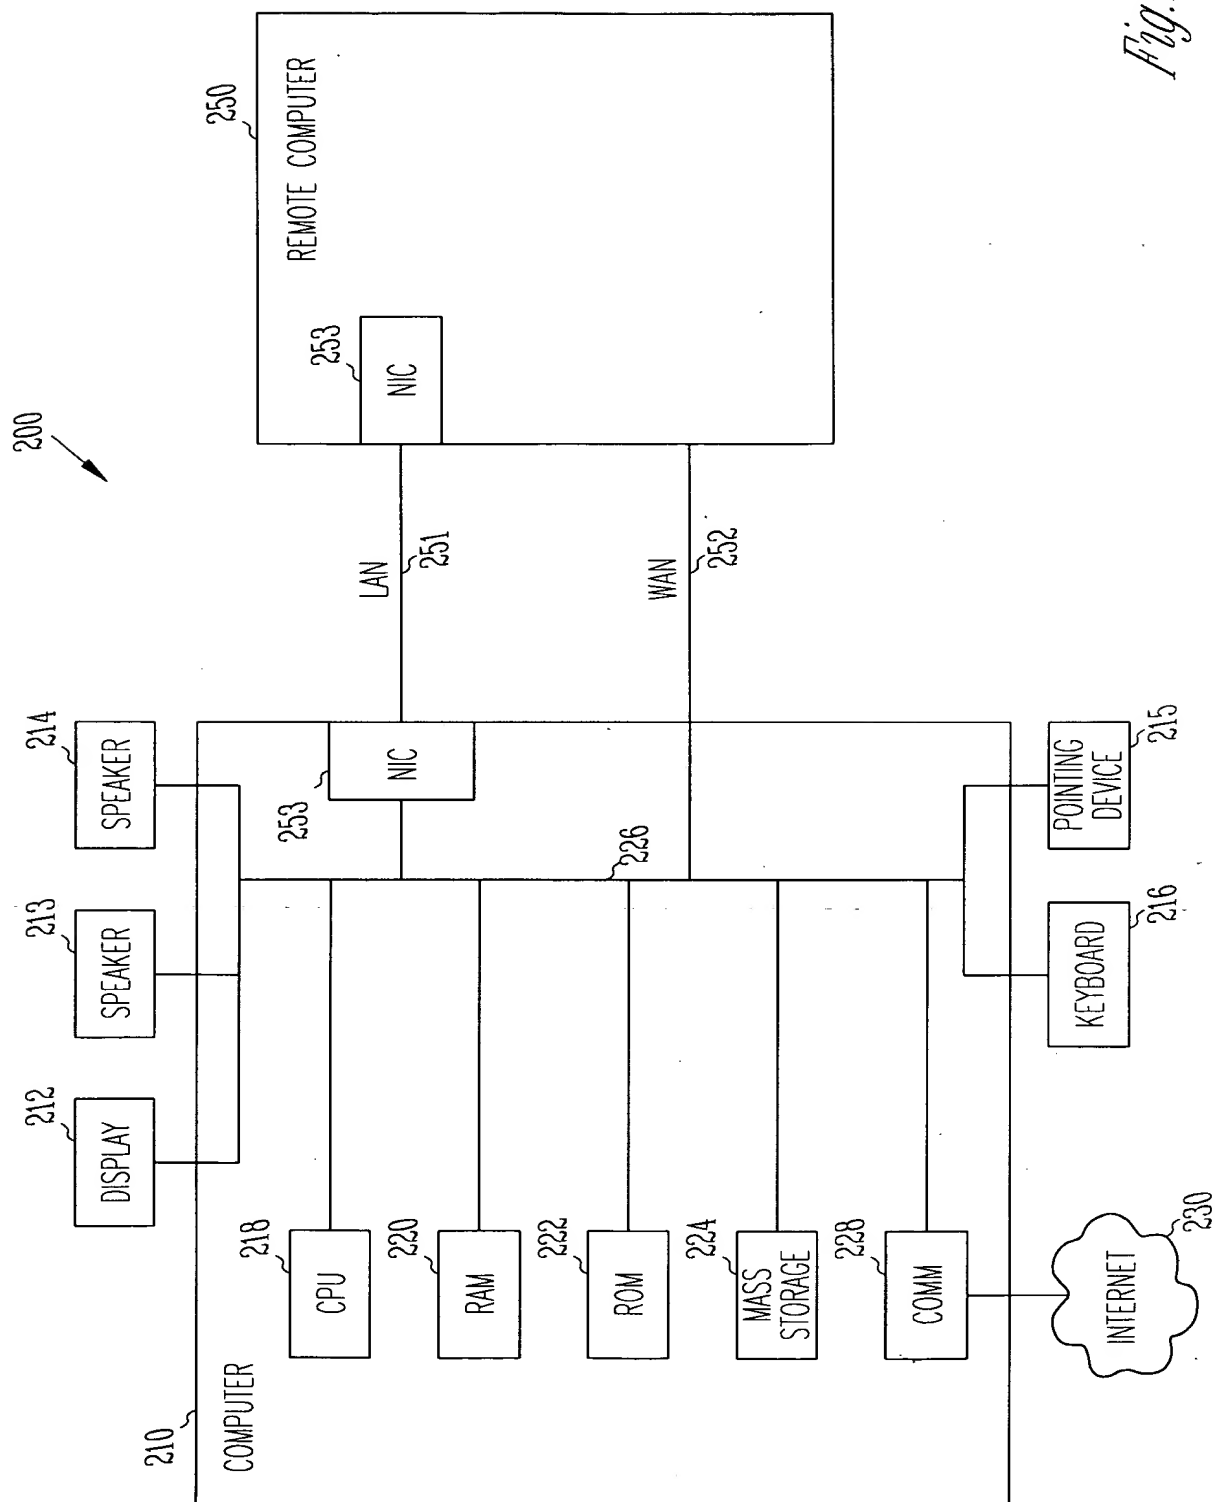 200
210
COMPUTER
212
DISPLAY
213
SPEAKER
214
SPEAKER
218
CPU
220
RAM
222
ROM
224
MASS
STORAGE
228
COMM
226
253
NIC
LAN
251
WAN
252
250
REMOTE COMPUTER
253
NIC
230
INTERNET
216
KEYBOARD
215
POINTING
DEVICE
Fig.